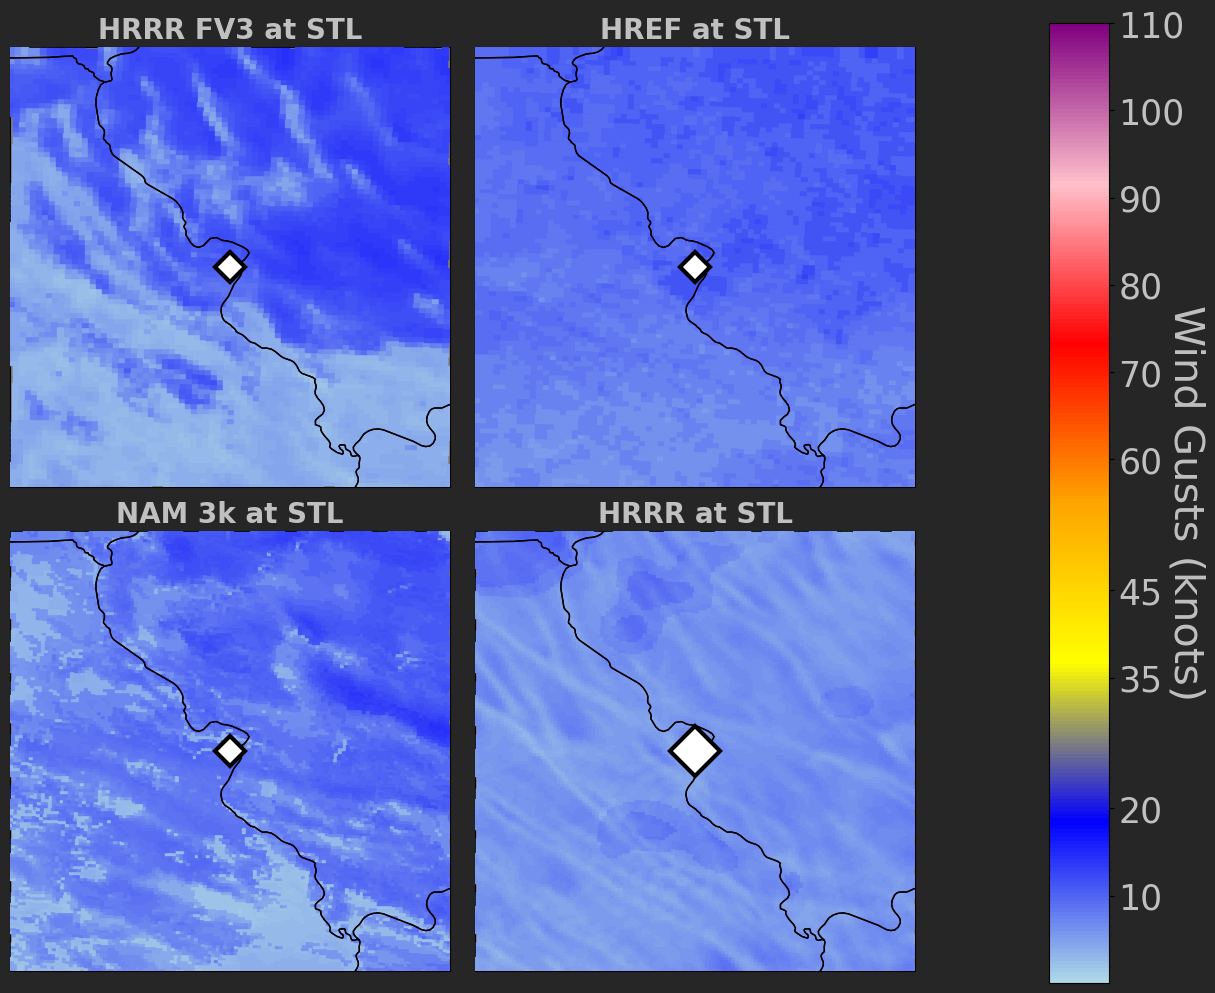 HRRR FV3 at STL
HREF at STL
NAM 3k at STL
HRRR at STL
110
100
90
80
70
60
45
35
20
10
Wind Gusts (knots)